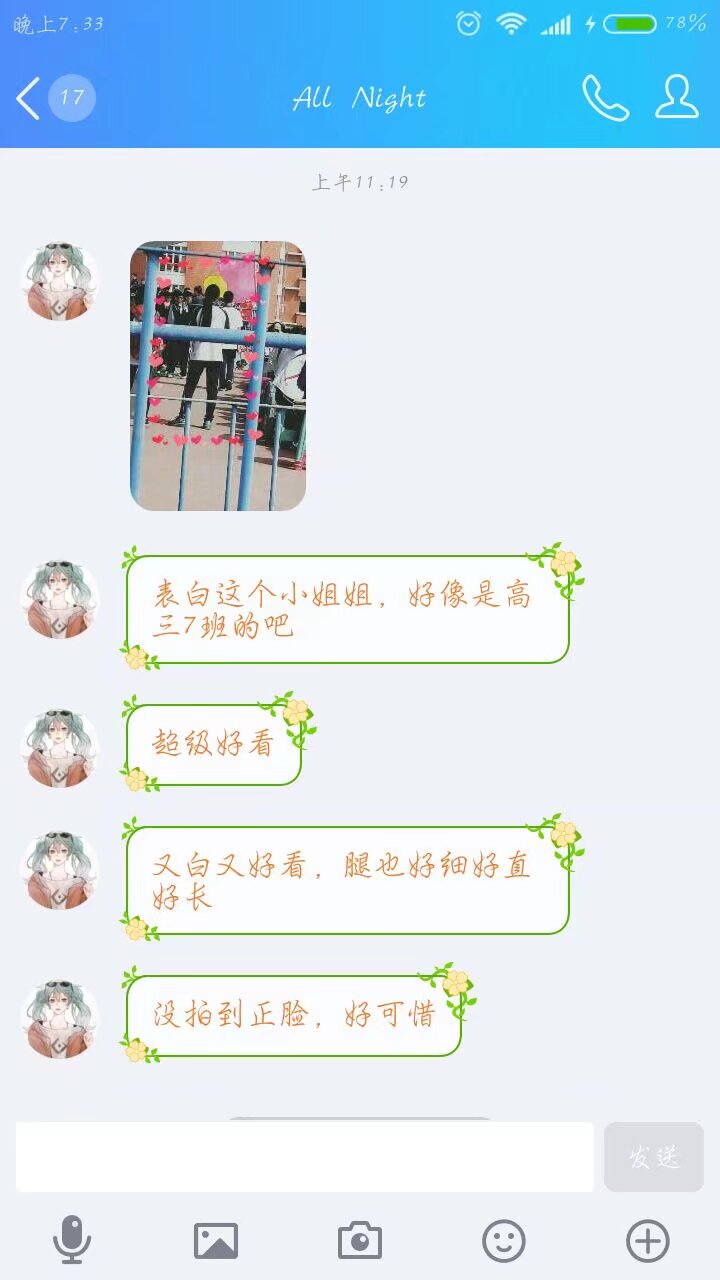 晚上7:33
78%
17
All Night
上午11:19
表白这个小姐姐，好像是高
三7班的吧
超级好看
又白又好看，腿也好细好直
好长
没拍到正脸，好可惜
发送